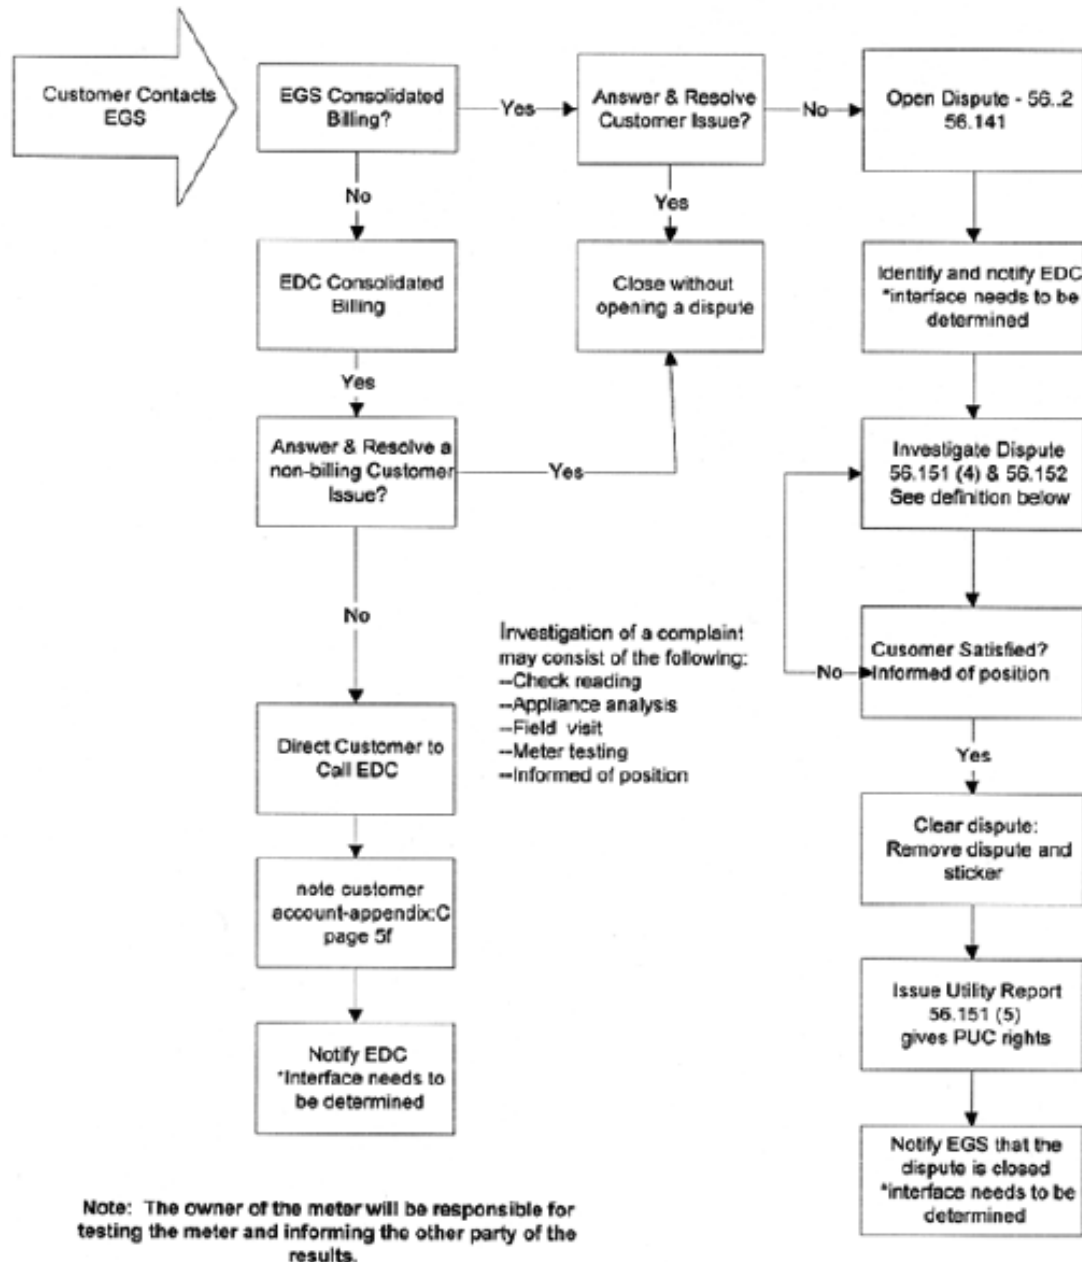 Customer Contacts
EGS
EGS Consolidated
Billing?
Yes
Answer & Resolve
Customer Issue?
No
Open Dispute - 56..2
56.141
No
Yes
EDC Consolidated
Billing
Close without
opening a dispute
Identify and notify EDC
*interface needs to be
determined
Yes
Answer & Resolve a
non-billing Customer
Issue?
Yes
Investigate Dispute
56.151 (4) & 56.152
See definition below
No
Investigation of a complaint
may consist of the following:
--Check reading
--Appliance analysis
--Field visit
--Meter testing
--Informed of position
Cusomer Satisfied?
Informed of position
No
Yes
Direct Customer to
Call EDC
Clear dispute:
Remove dispute and
sticker
note customer
account-appendix:C
page 5f
Issue Utility Report
56.151 (5)
gives PUC rights
Notify EDC
*Interface needs to
be determined
Notify EGS that the
dispute is closed
*interface needs to be
determined
Note: The owner of the meter will be responsible for
testing the meter and informing the other party of the
results.